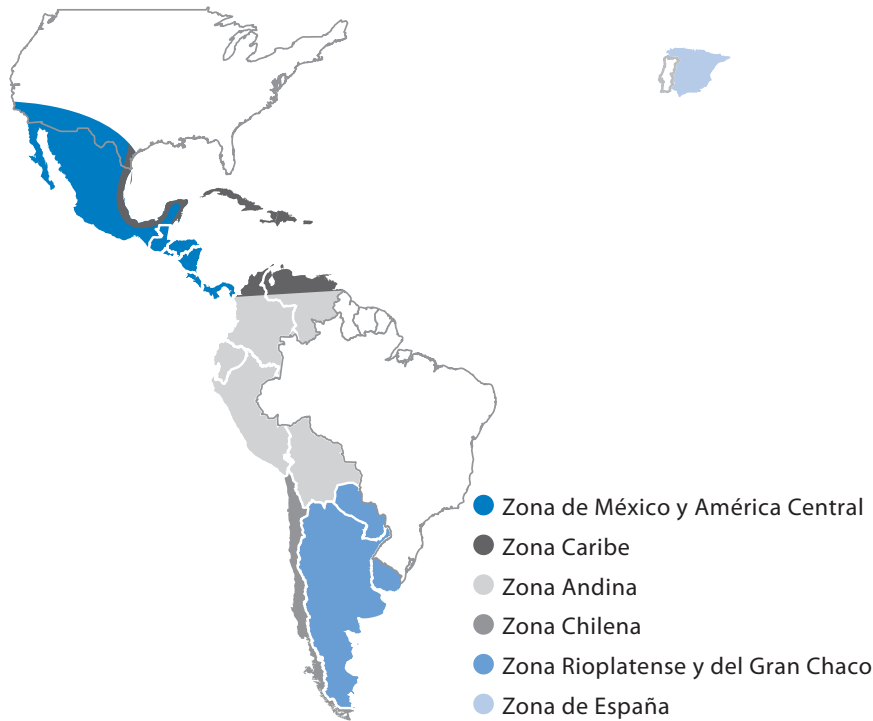 Zona de México y América Central
Zona Caribe
Zona Andina
Zona Chilena
Zona Rioplatense y del Gran Chaco
Zona de España